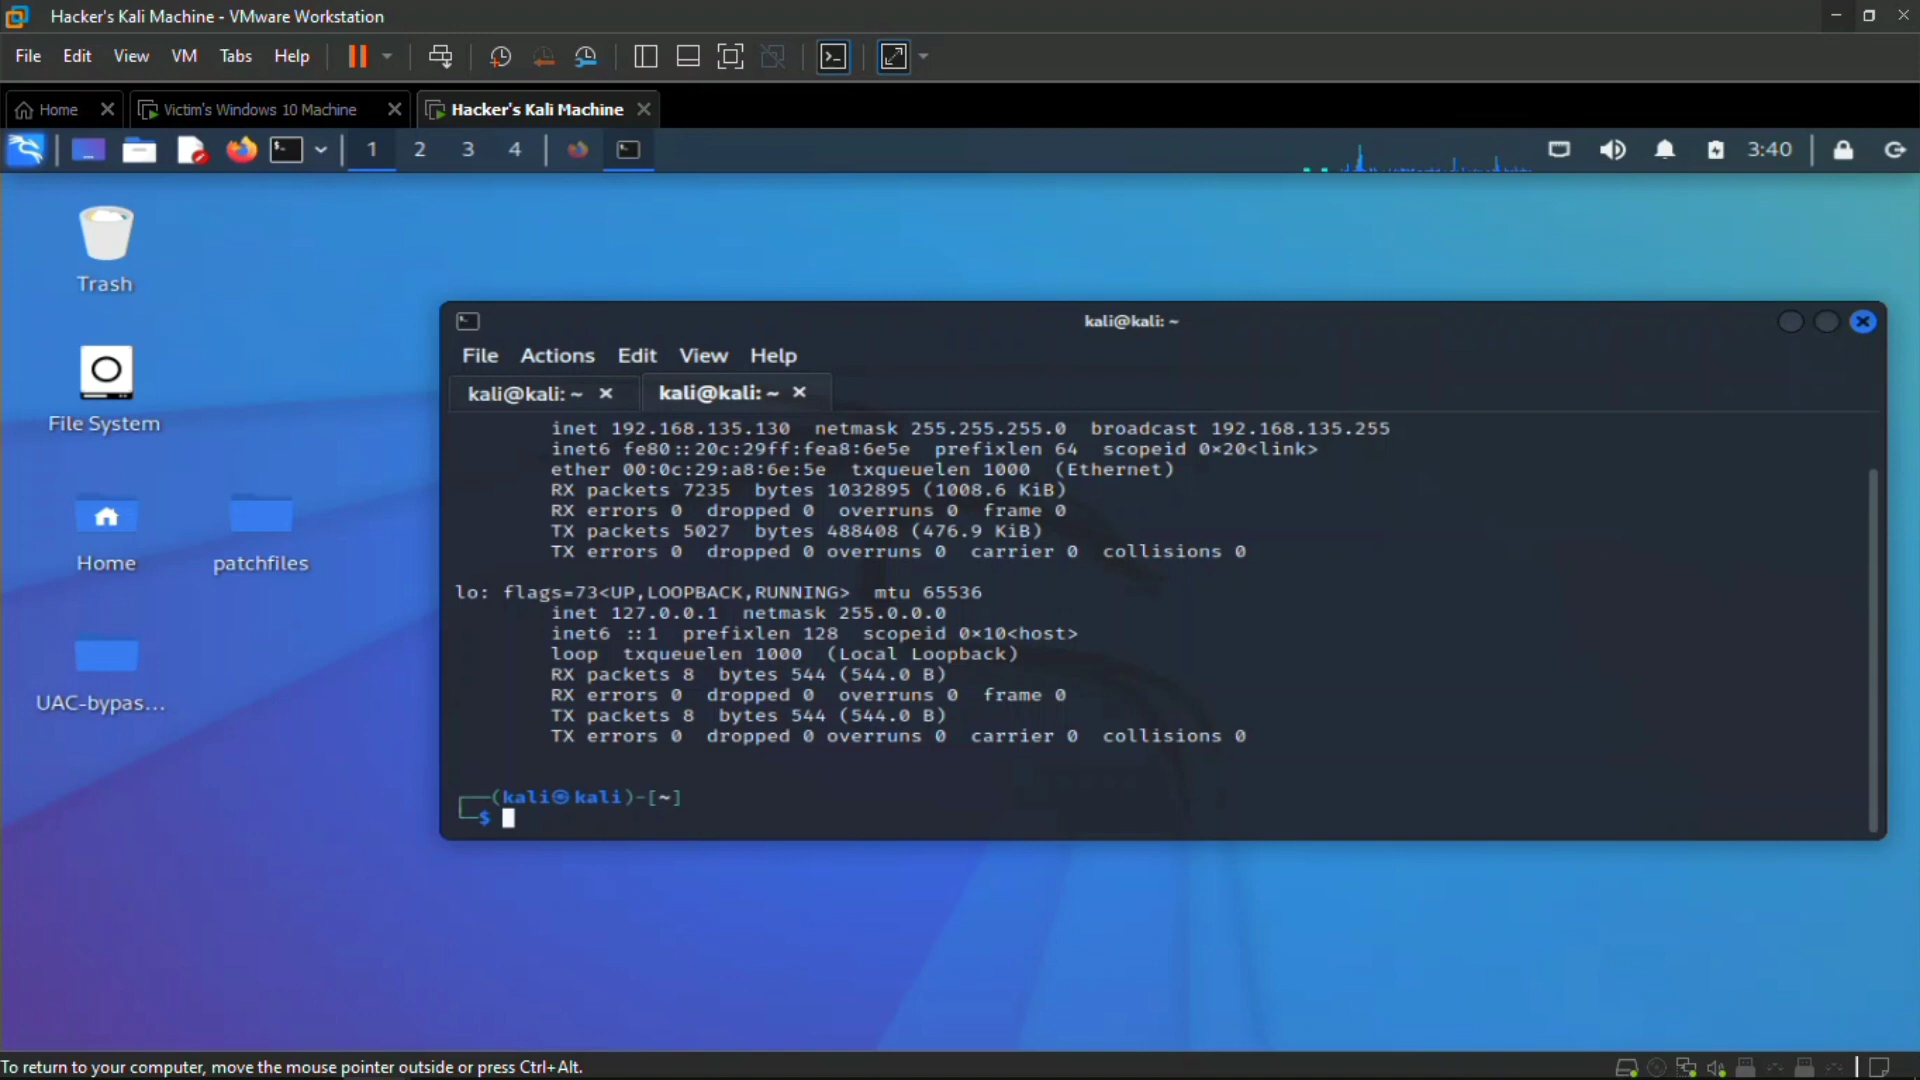 Hacker's Kali Machine - VMware Workstation
File Edit View VM Tabs Help
Home Victim's Windows 10 Machine Hacker's Kali Machine
1 2 3 4 3:40
Trash
File System
Home patchfiles
UAC-bypas...
kali@kali: ~
File Actions Edit View Help
kali@kali: ~ kali@kali: ~
inet 192.168.135.130 netmask 255.255.255.0 broadcast 192.168.135.255
inet6 fe80::20c:29ff:fea8:6e5e prefixlen 64 scopeid 0×20<link>
ether 00:0c:29:a8:6e:5e txqueuelen 1000 (Ethernet)
RX packets 7235 bytes 1032895 (1008.6 KiB)
RX errors 0 dropped 0 overruns 0 frame 0
TX packets 5027 bytes 488408 (476.9 KiB)
TX errors 0 dropped 0 overruns 0 carrier 0 collisions 0
lo: flags=73<UP,LOOPBACK,RUNNING> mtu 65536
inet 127.0.0.1 netmask 255.0.0.0
inet6 ::1 prefixlen 128 scopeid 0×10<host>
loop txqueuelen 1000 (Local Loopback)
RX packets 8 bytes 544 (544.0 B)
RX errors 0 dropped 0 overruns 0 frame 0
TX packets 8 bytes 544 (544.0 B)
TX errors 0 dropped 0 overruns 0 carrier 0 collisions 0
┌──(kali㉿kali)-[~]
└─$
To return to your computer, move the mouse pointer outside or press Ctrl+Alt.